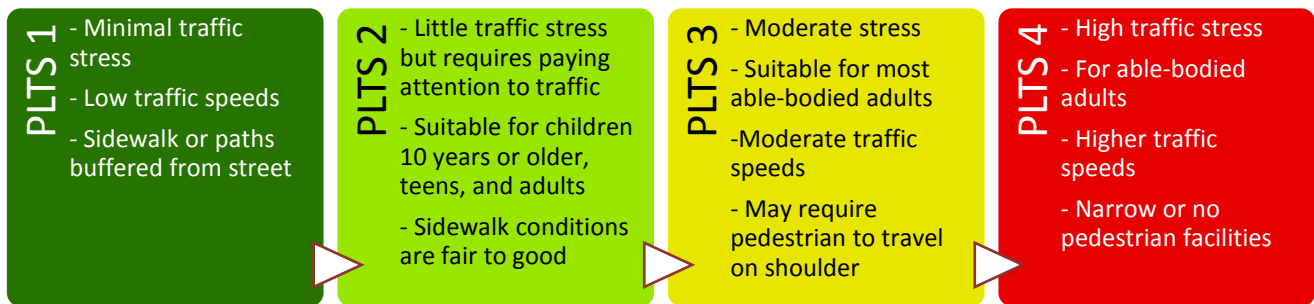 PLTS 1
- Minimal traffic
stress
- Low traffic speeds
- Sidewalk or paths
buffered from street
PLTS 2
- Little traffic stress
but requires paying
attention to traffic
- Suitable for children
10 years or older,
teens, and adults
- Sidewalk conditions
are fair to good
PLTS 3
- Moderate stress
- Suitable for most
able-bodied adults
-Moderate traffic
speeds
- May require
pedestrian to travel
on shoulder
PLTS 4
- High traffic stress
- For able-bodied
adults
- Higher traffic
speeds
- Narrow or no
pedestrian facilities